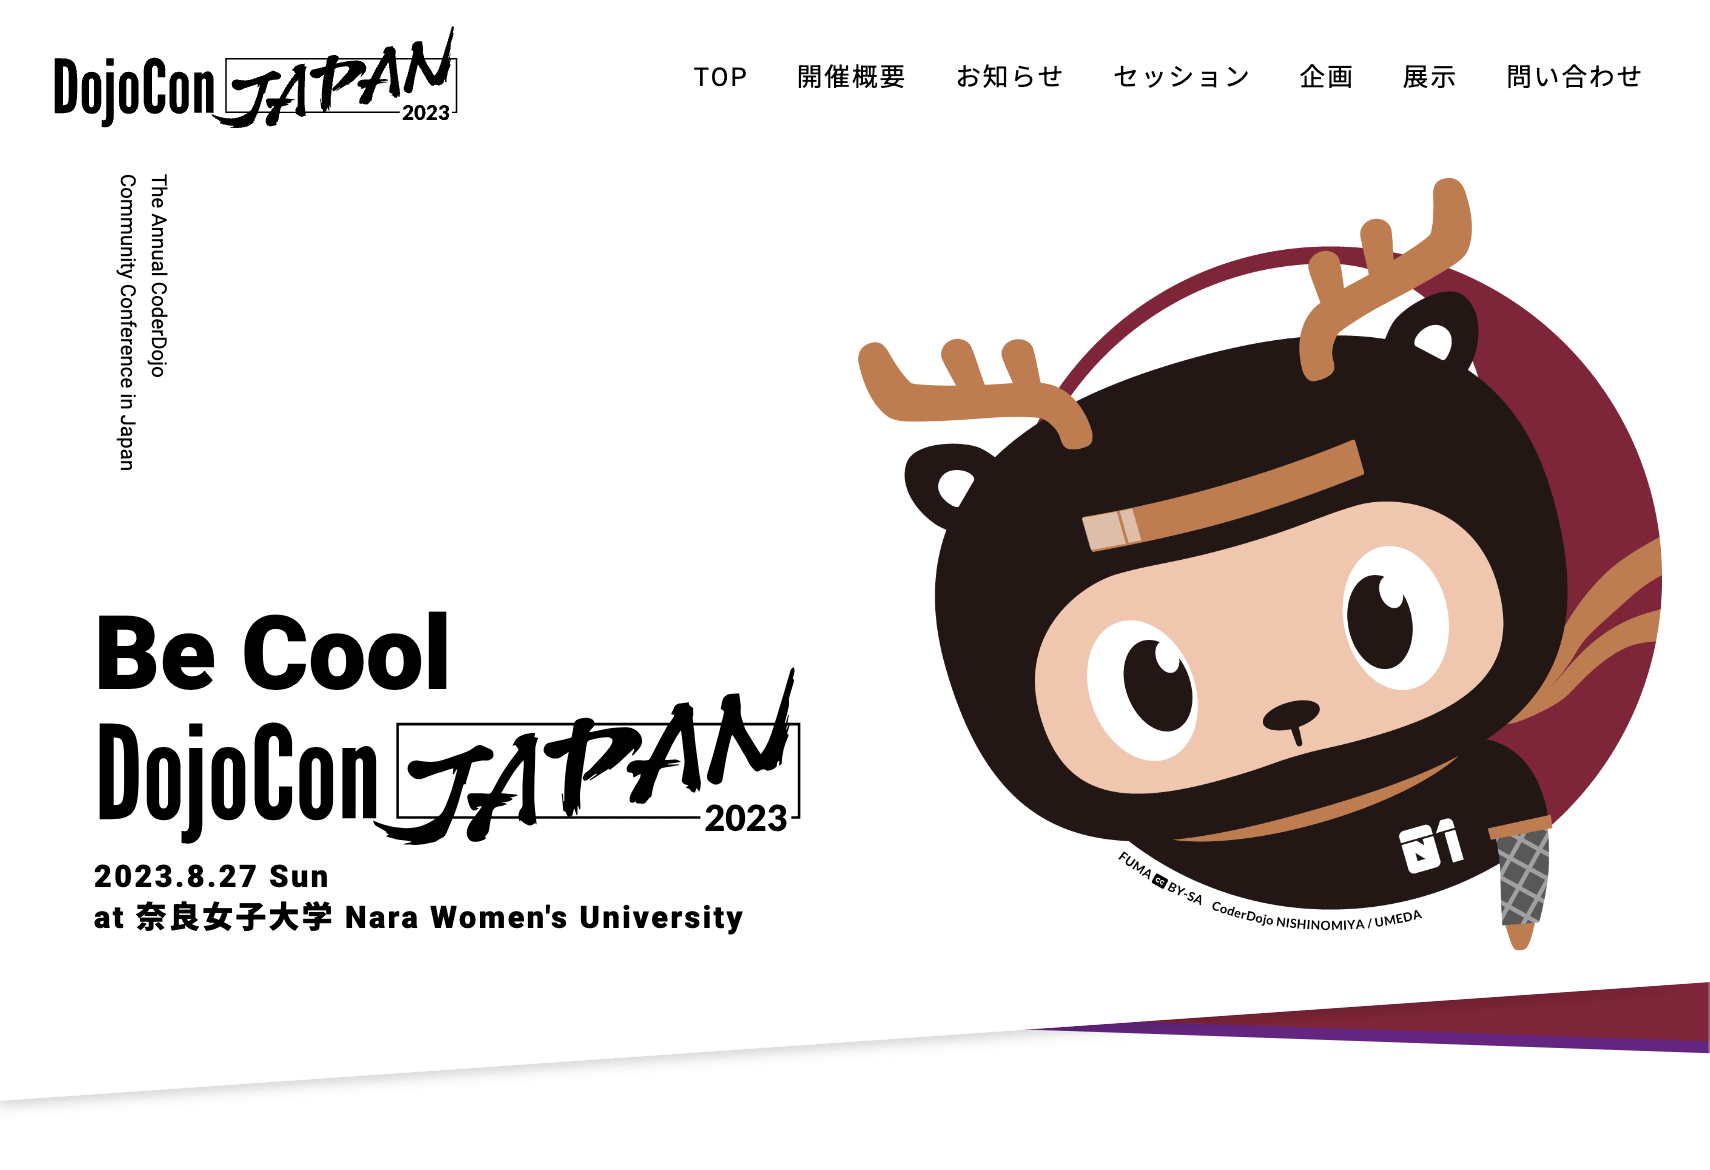 DojoCon JAPAN 2023
TOP 開催概要 お知らせ セッション 企画 展示 問い合わせ
The Annual CoderDojo
Community Conference in Japan
Be Cool
DojoCon JAPAN
2023
2023.8.27 Sun
at 奈良女子大学 Nara Women's University
01
FUMA cc BY-SA CoderDojo NISHINOMIYA / UMEDA